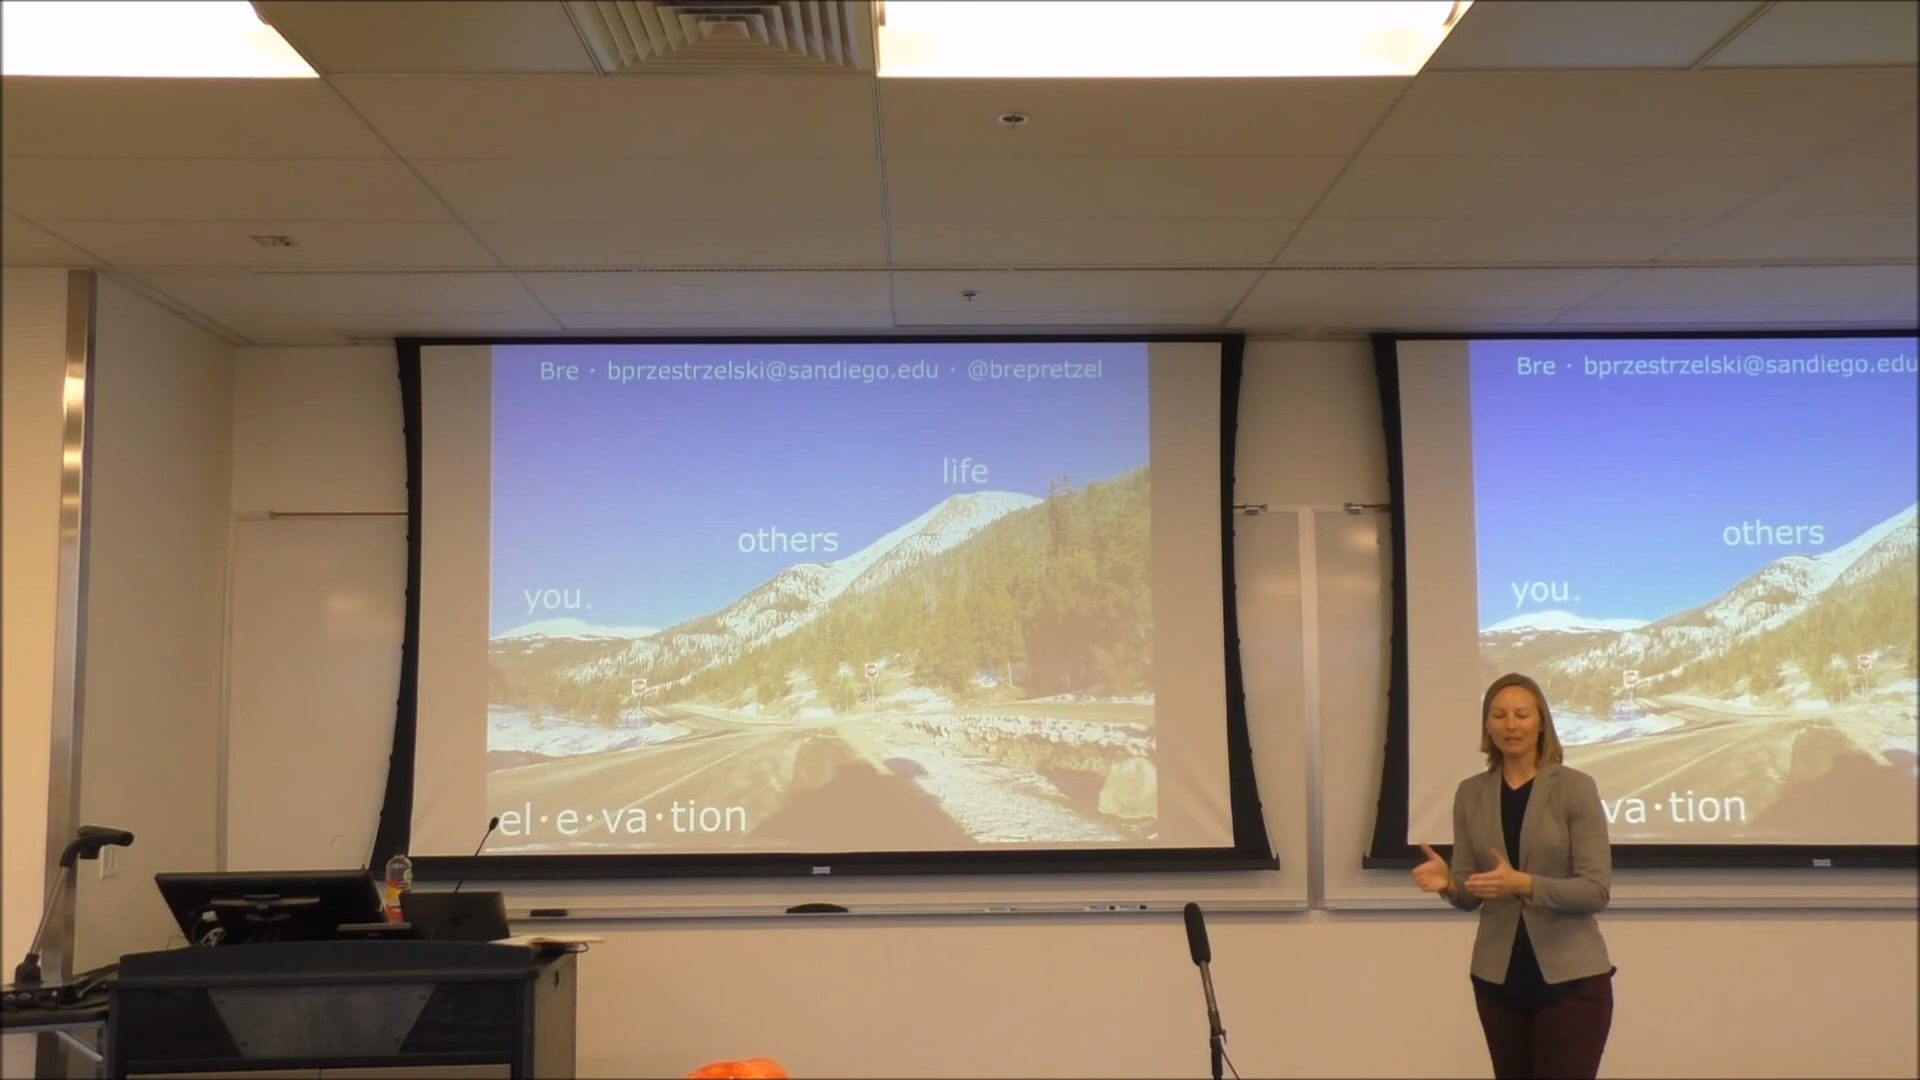 Bre · bprzestrzelski@sandiego.edu · @brepretzel
life
others
you.
el·e·va·tion
Bre · bprzestrzelski@sandiego.edu
others
you.
va·tion